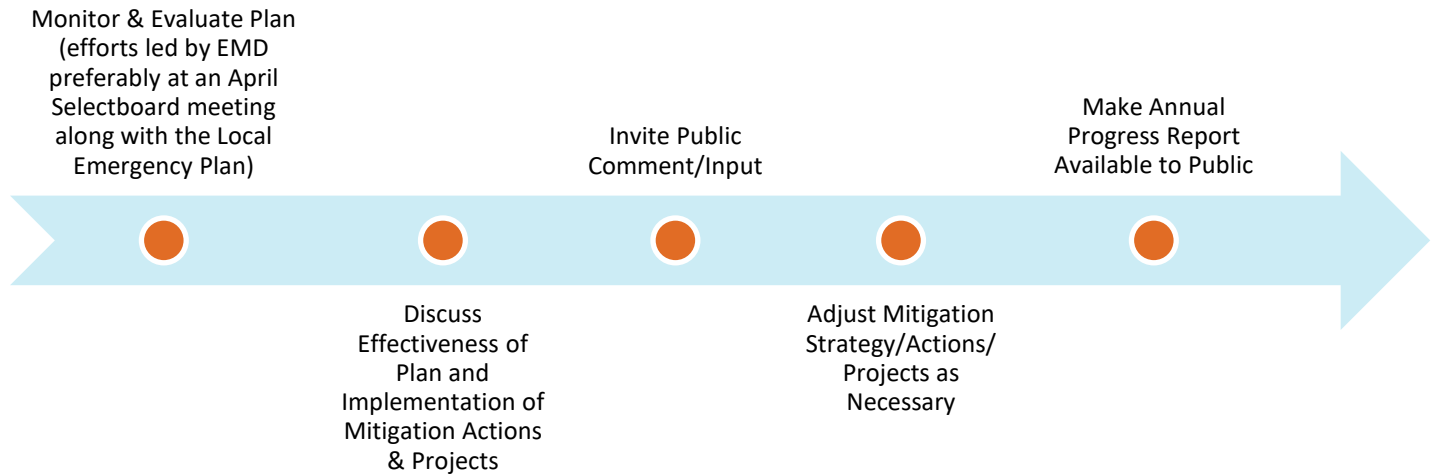 Monitor & Evaluate Plan
(efforts led by EMD
preferably at an April
Selectboard meeting
along with the Local
Emergency Plan)
Discuss
Effectiveness of
Plan and
Implementation of
Mitigation Actions
& Projects
Invite Public
Comment/Input
Adjust Mitigation
Strategy/Actions/
Projects as
Necessary
Make Annual
Progress Report
Available to Public